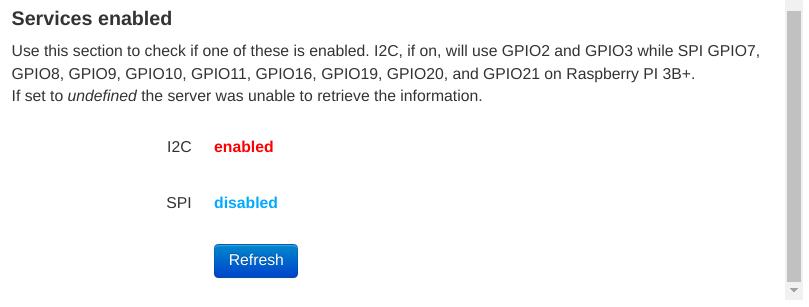 Services enabled
Use this section to check if one of these is enabled. I2C, if on, will use GPIO2 and GPIO3 while SPI GPIO7,
GPIO8, GPIO9, GPIO10, GPIO11, GPIO16, GPIO19, GPIO20, and GPIO21 on Raspberry PI 3B+.
If set to undefined the server was unable to retrieve the information.
I2C enabled
SPI disabled
Refresh